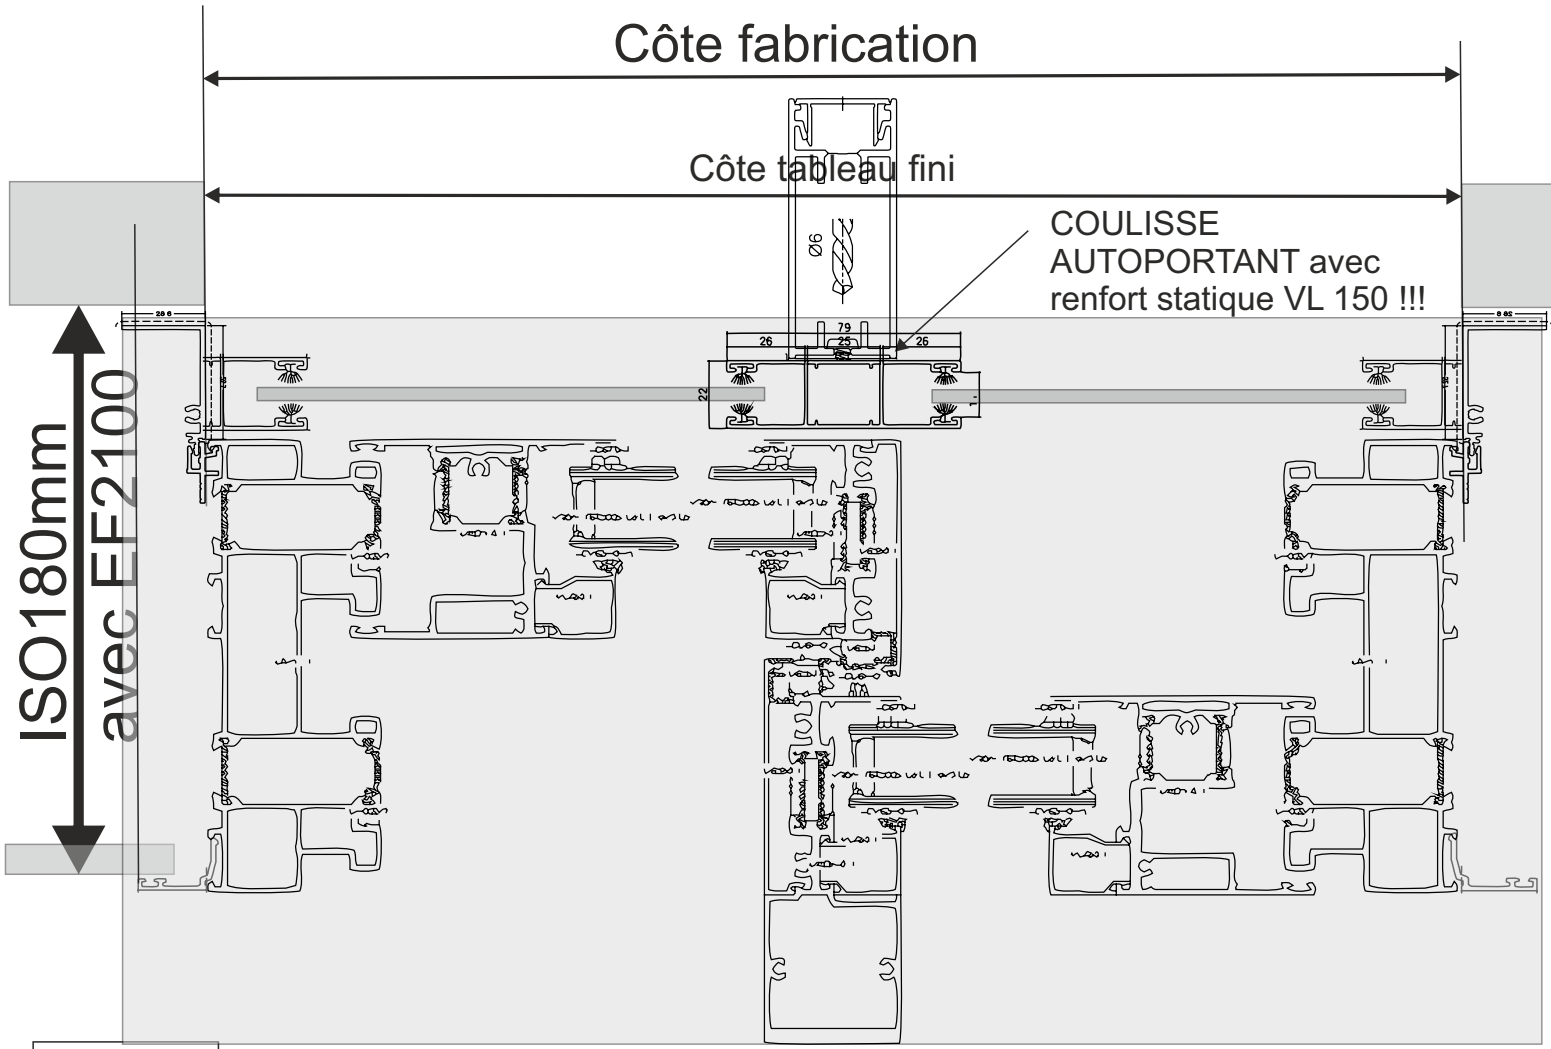 Côte fabrication
Côte tableau fini
COULISSE
AUTOPORTANT avec
renfort statique VL 150 !!!
Ø6
79
26
25
26
22
ISO180mm
avec EF2100